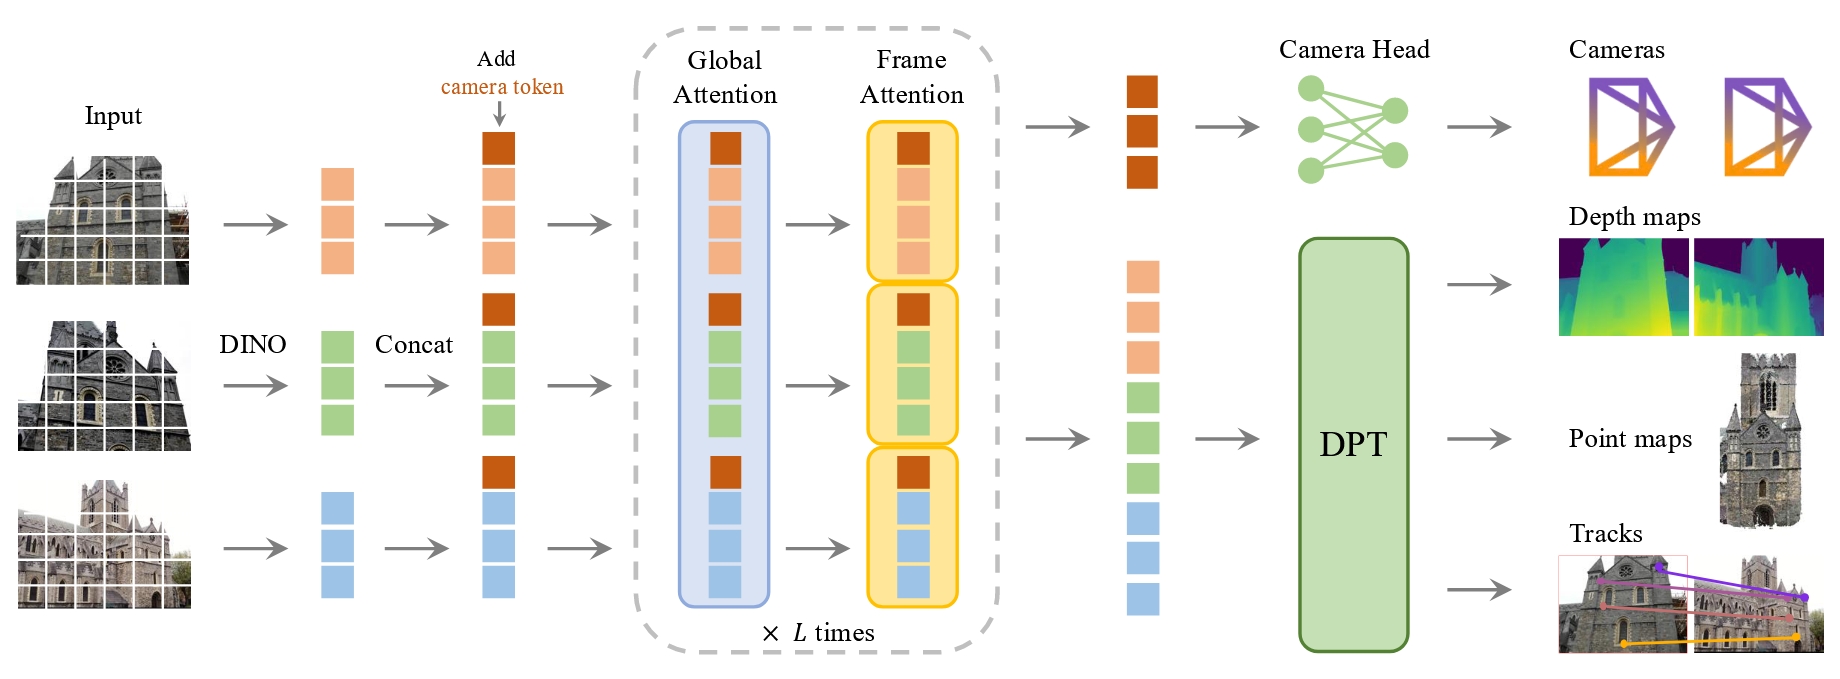 Input
DINO
Concat
Add
camera token
Global
Attention
Frame
Attention
× L times
Camera Head
DPT
Cameras
Depth maps
Point maps
Tracks